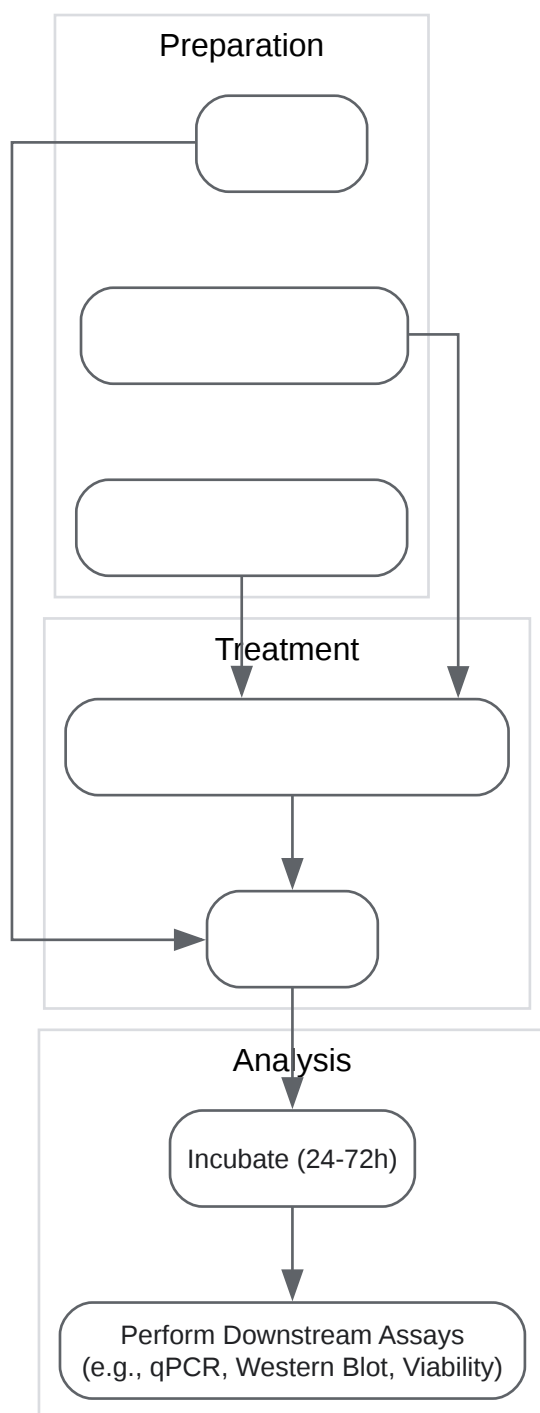 Preparation
Treatment
Analysis
Incubate (24-72h)
Perform Downstream Assays
(e.g., qPCR, Western Blot, Viability)